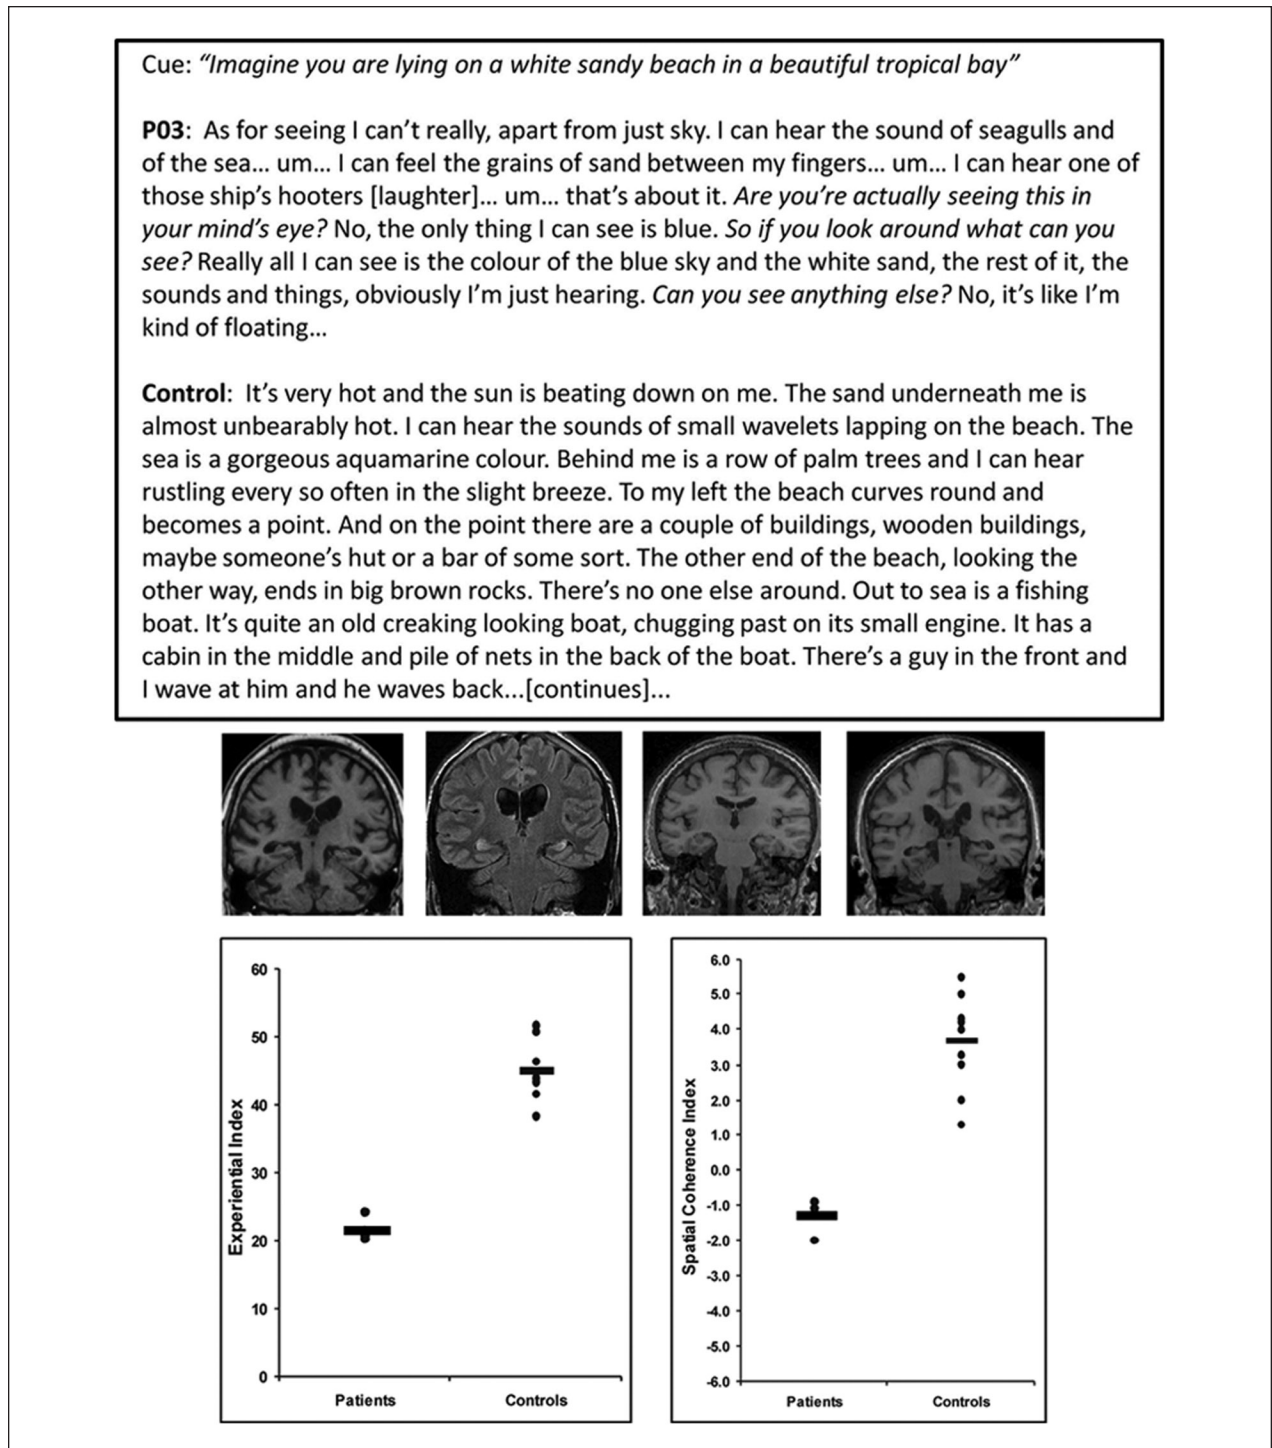 Cue: “Imagine you are lying on a white sandy beach in a beautiful tropical bay”
P03: As for seeing I can’t really, apart from just sky. I can hear the sound of seagulls and
of the sea… um… I can feel the grains of sand between my fingers… um… I can hear one of
those ship’s hooters [laughter]… um… that’s about it. Are you’re actually seeing this in
your mind’s eye? No, the only thing I can see is blue. So if you look around what can you
see? Really all I can see is the colour of the blue sky and the white sand, the rest of it, the
sounds and things, obviously I’m just hearing. Can you see anything else? No, it’s like I’m
kind of floating…
Control: It’s very hot and the sun is beating down on me. The sand underneath me is
almost unbearably hot. I can hear the sounds of small wavelets lapping on the beach. The
sea is a gorgeous aquamarine colour. Behind me is a row of palm trees and I can hear
rustling every so often in the slight breeze. To my left the beach curves round and
becomes a point. And on the point there are a couple of buildings, wooden buildings,
maybe someone’s hut or a bar of some sort. The other end of the beach, looking the
other way, ends in big brown rocks. There’s no one else around. Out to sea is a fishing
boat. It’s quite an old creaking looking boat, chugging past on its small engine. It has a
cabin in the middle and pile of nets in the back of the boat. There’s a guy in the front and
I wave at him and he waves back...[continues]...
Experiential Index
60
50
40
30
20
10
0
Patients
Controls
Spatial Coherence Index
6.0
5.0
4.0
3.0
2.0
1.0
0.0
-1.0
-2.0
-3.0
-4.0
-5.0
-6.0
Patients
Controls